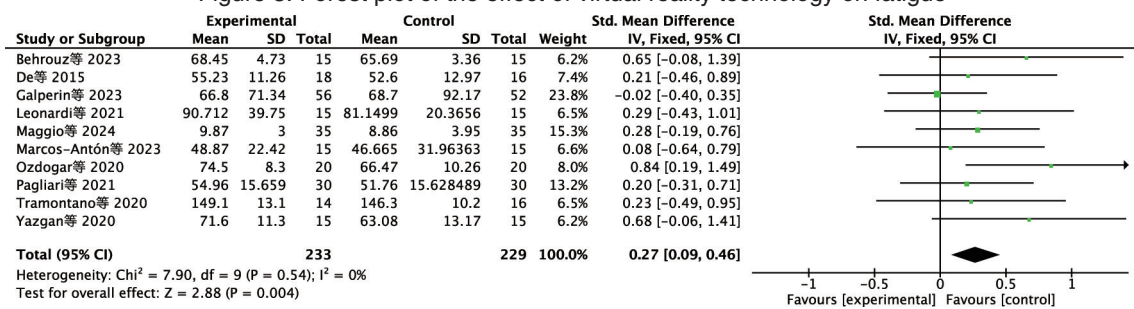 Figure 3. Forest plot of the effect of virtual reality technology on fatigue
Experimental Control Std. Mean Difference Std. Mean Difference
Study or Subgroup Mean SD Total Mean SD Total Weight IV, Fixed, 95% CI IV, Fixed, 95% CI
Behrouz等 2023 68.45 4.73 15 65.69 3.36 15 6.2% 0.65 [-0.08, 1.39]
De等 2015 55.23 11.26 18 52.6 12.97 16 7.4% 0.21 [-0.46, 0.89]
Galperin等 2023 66.8 71.34 56 68.7 92.17 52 23.8% -0.02 [-0.40, 0.35]
Leonardi等 2021 90.712 39.75 15 81.1499 20.3656 15 6.5% 0.29 [-0.43, 1.01]
Maggio等 2024 9.87 3 35 8.86 3.95 35 15.3% 0.28 [-0.19, 0.76]
Marcos-Antón等 2023 48.87 22.42 15 46.665 31.96363 15 6.6% 0.08 [-0.64, 0.79]
Ozdogar等 2020 74.5 8.3 20 66.47 10.26 20 8.0% 0.84 [0.19, 1.49]
Pagliari等 2021 54.96 15.659 30 51.76 15.628489 30 13.2% 0.20 [-0.31, 0.71]
Tramontano等 2020 149.1 13.1 14 146.3 10.2 16 6.5% 0.23 [-0.49, 0.95]
Yazgan等 2020 71.6 11.3 15 63.08 13.17 15 6.2% 0.68 [-0.06, 1.41]
Total (95% CI) 233 229 100.0% 0.27 [0.09, 0.46]
Heterogeneity: Chi² = 7.90, df = 9 (P = 0.54); I² = 0%
Test for overall effect: Z = 2.88 (P = 0.004)
-1 -0.5 0 0.5 1
Favours [experimental] Favours [control]